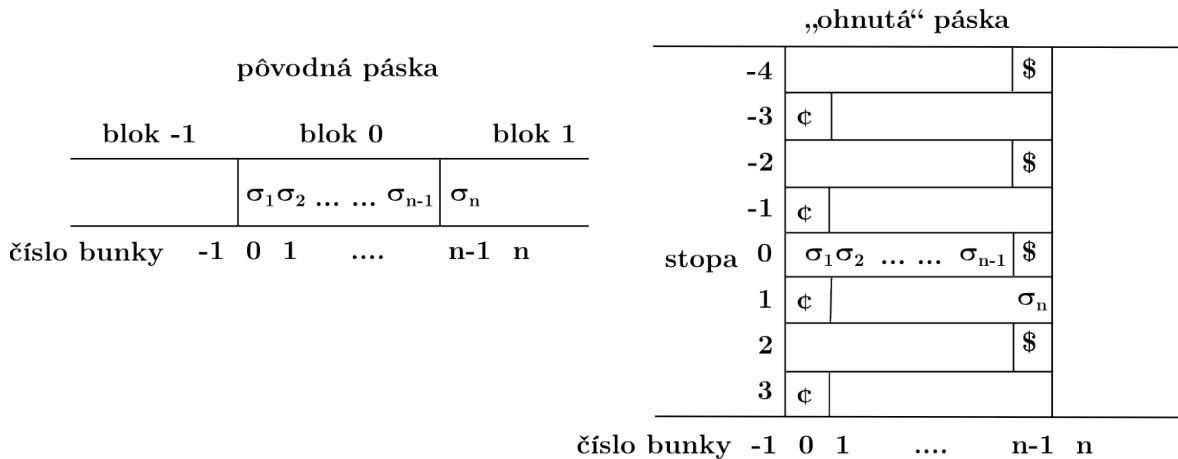 pôvodná páska
blok -1 blok 0 blok 1
σ₁σ₂ ... ... σₙ₋₁ σₙ
číslo bunky -1 0 1 .... n-1 n
„ohnutá“ páska
-4 $
-3 ¢
-2 $
-1 ¢
stopa 0 σ₁σ₂ ... ... σₙ₋₁ $
1 ¢ σₙ
2 $
3 ¢
číslo bunky -1 0 1 .... n-1 n